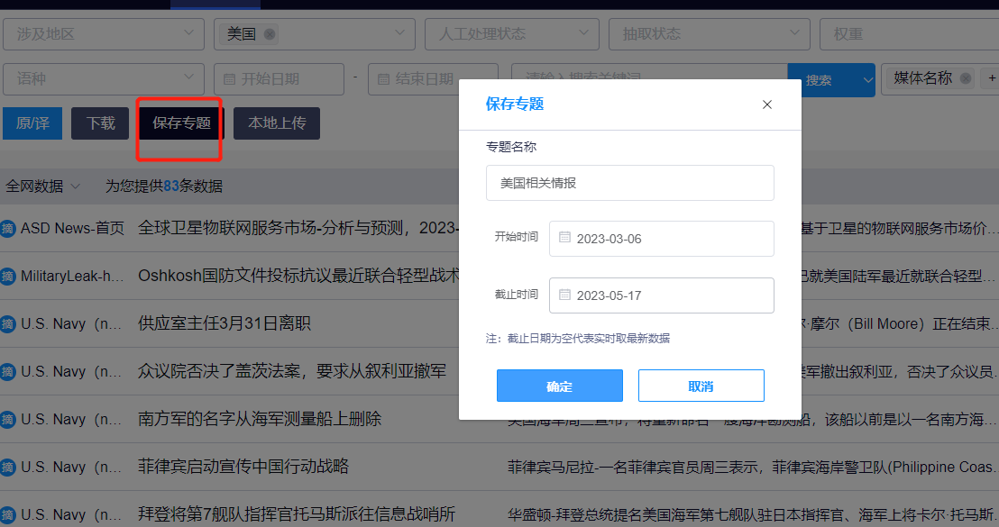 涉及地区
美国
人工处理状态
抽取状态
权重
语种
开始日期
-
结束日期
请输入搜索关键词
搜索
媒体名称
+
原/译
下载
保存专题
本地上传
保存专题
专题名称
美国相关情报
开始时间
2023-03-06
截止时间
2023-05-17
注：截止日期为空代表实时取最新数据
确定
取消
全网数据
为您提供83条数据
摘 ASD News-首页 全球卫星物联网服务市场-分析与预测，2023- 基于卫星的物联网服务市场价...
摘 MilitaryLeak-h... Oshkosh国防文件投标抗议最近联合轻型战术 已就美国陆军最近就联合轻型...
摘 U.S. Navy（n... 供应室主任3月31日离职 尔·摩尔（Bill Moore）正在结束...
摘 U.S. Navy（n... 众议院否决了盖茨法案，要求从叙利亚撤军 美军撤出叙利亚，否决了众议员...
摘 U.S. Navy（n... 南方军的名字从海军测量船上删除 美国海军周三宣布，将重新命名一艘海洋勘测船，该船以前是以一名南方海...
摘 U.S. Navy（n... 菲律宾启动宣传中国行动战略 菲律宾马尼拉-一名菲律宾官员周三表示，菲律宾海岸警卫队(Philippine Coas...
摘 U.S. Navy（n... 拜登将第7舰队指挥官托马斯派往信息战哨所 华盛顿-拜登总统提名美国海军第七舰队驻日本指挥官、海军上将卡尔·托马斯...